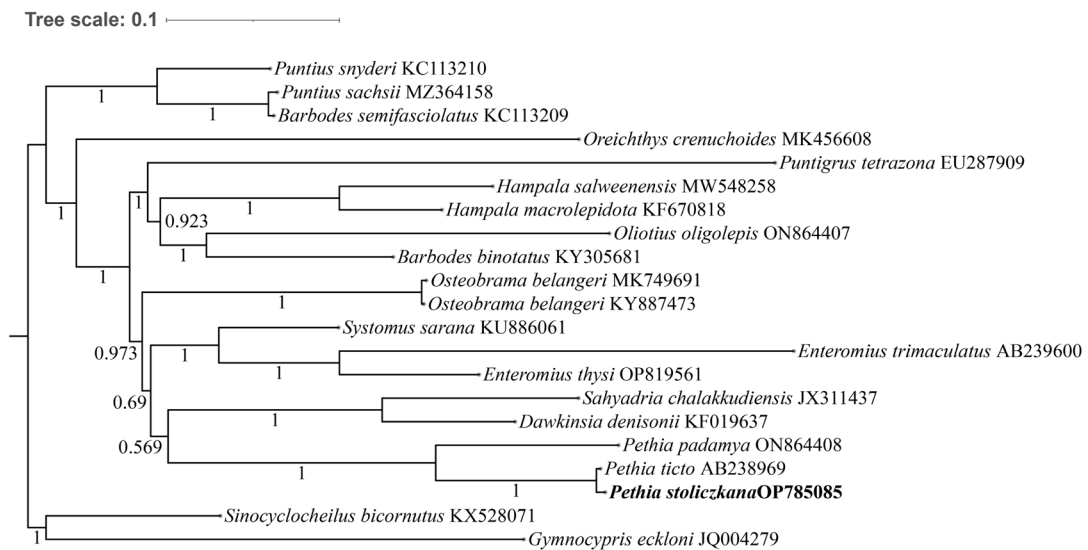 Tree scale: 0.1
Puntius snyderi KC113210
1
Puntius sachsii MZ364158
1
Barbodes semifasciolatus KC113209
Oreichthys crenuchoides MK456608
Puntigrus tetrazona EU287909
Hampala salweenensis MW548258
1
1
1
Hampala macrolepidota KF670818
0.923
Oliotius oligolepis ON864407
1
Barbodes binotatus KY305681
1
Osteobrama belangeri MK749691
1
Osteobrama belangeri KY887473
Systomus sarana KU886061
0.973
1
Enteromius trimaculatus AB239600
1
Enteromius thysi OP819561
0.69
Sahyadria chalakkudiensis JX311437
1
Dawkinsia denisonii KF019637
0.569
Pethia padamya ON864408
1
Pethia ticto AB238969
1
Pethia stoliczkanaOP785085
Sinocyclocheilus bicornutus KX528071
1
Gymnocypris eckloni JQ004279